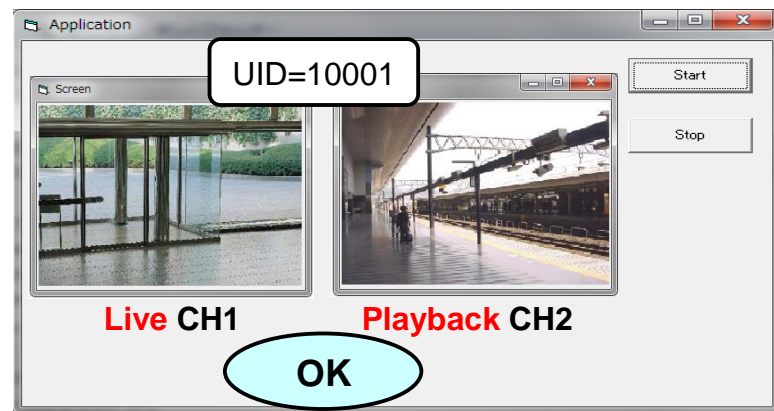 Application
UID=10001
Screen
Start
Stop
Live CH1
Playback CH2
OK